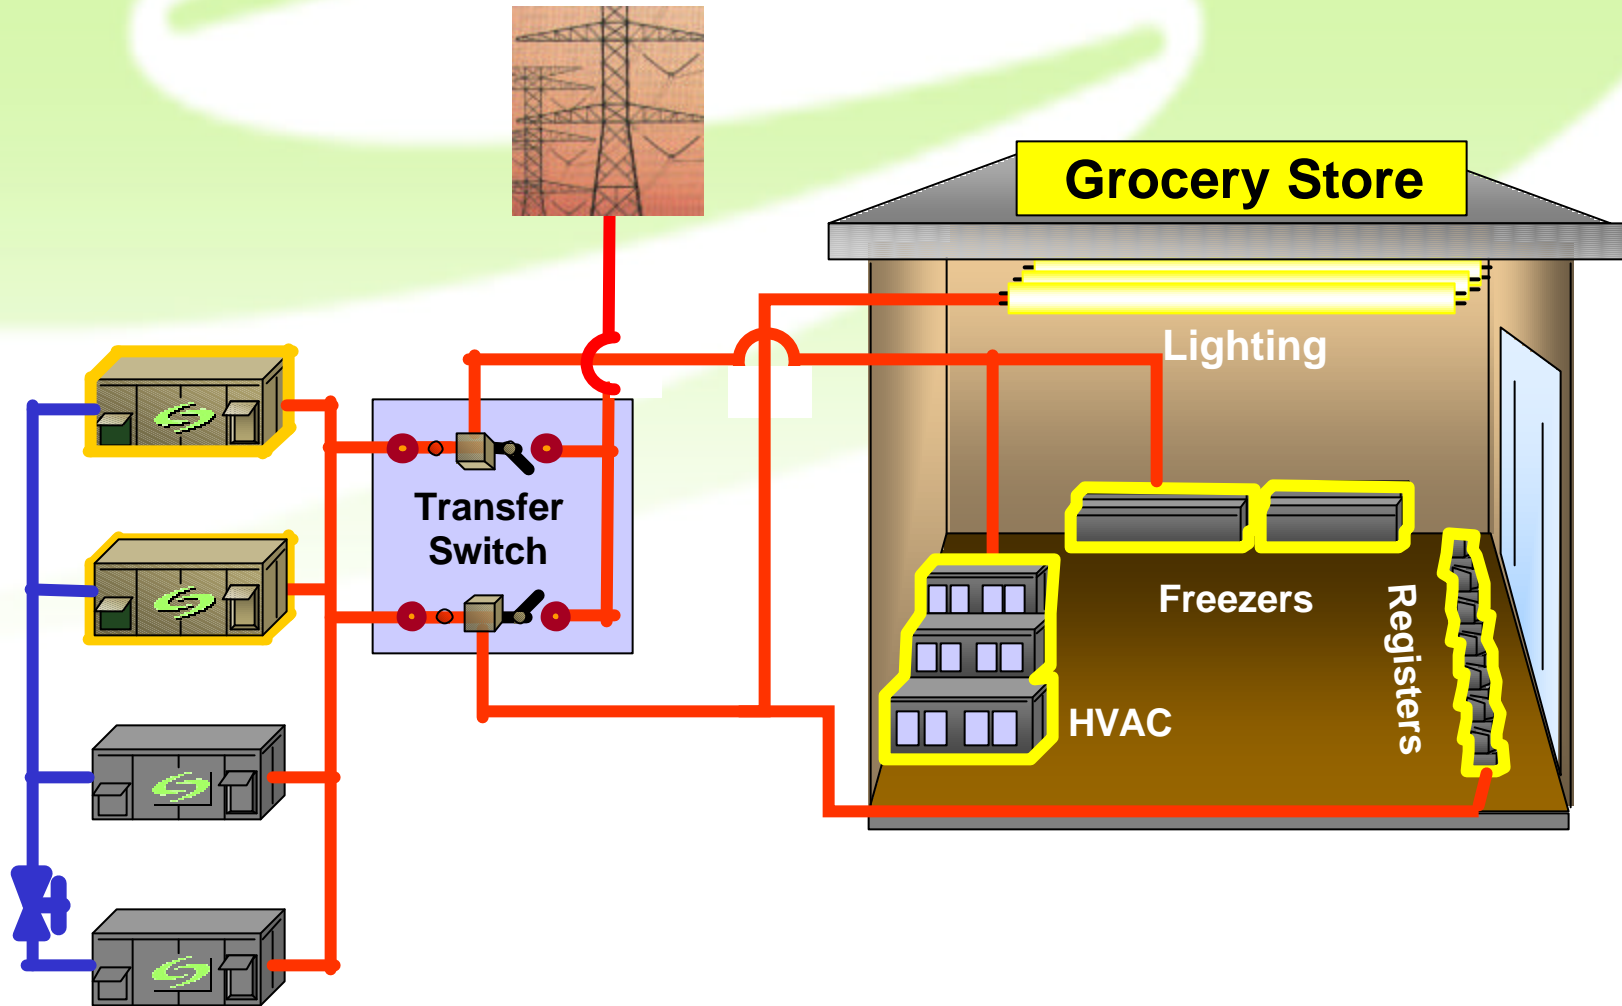 Grocery Store
Lighting
Transfer
Switch
Freezers
Registers
HVAC